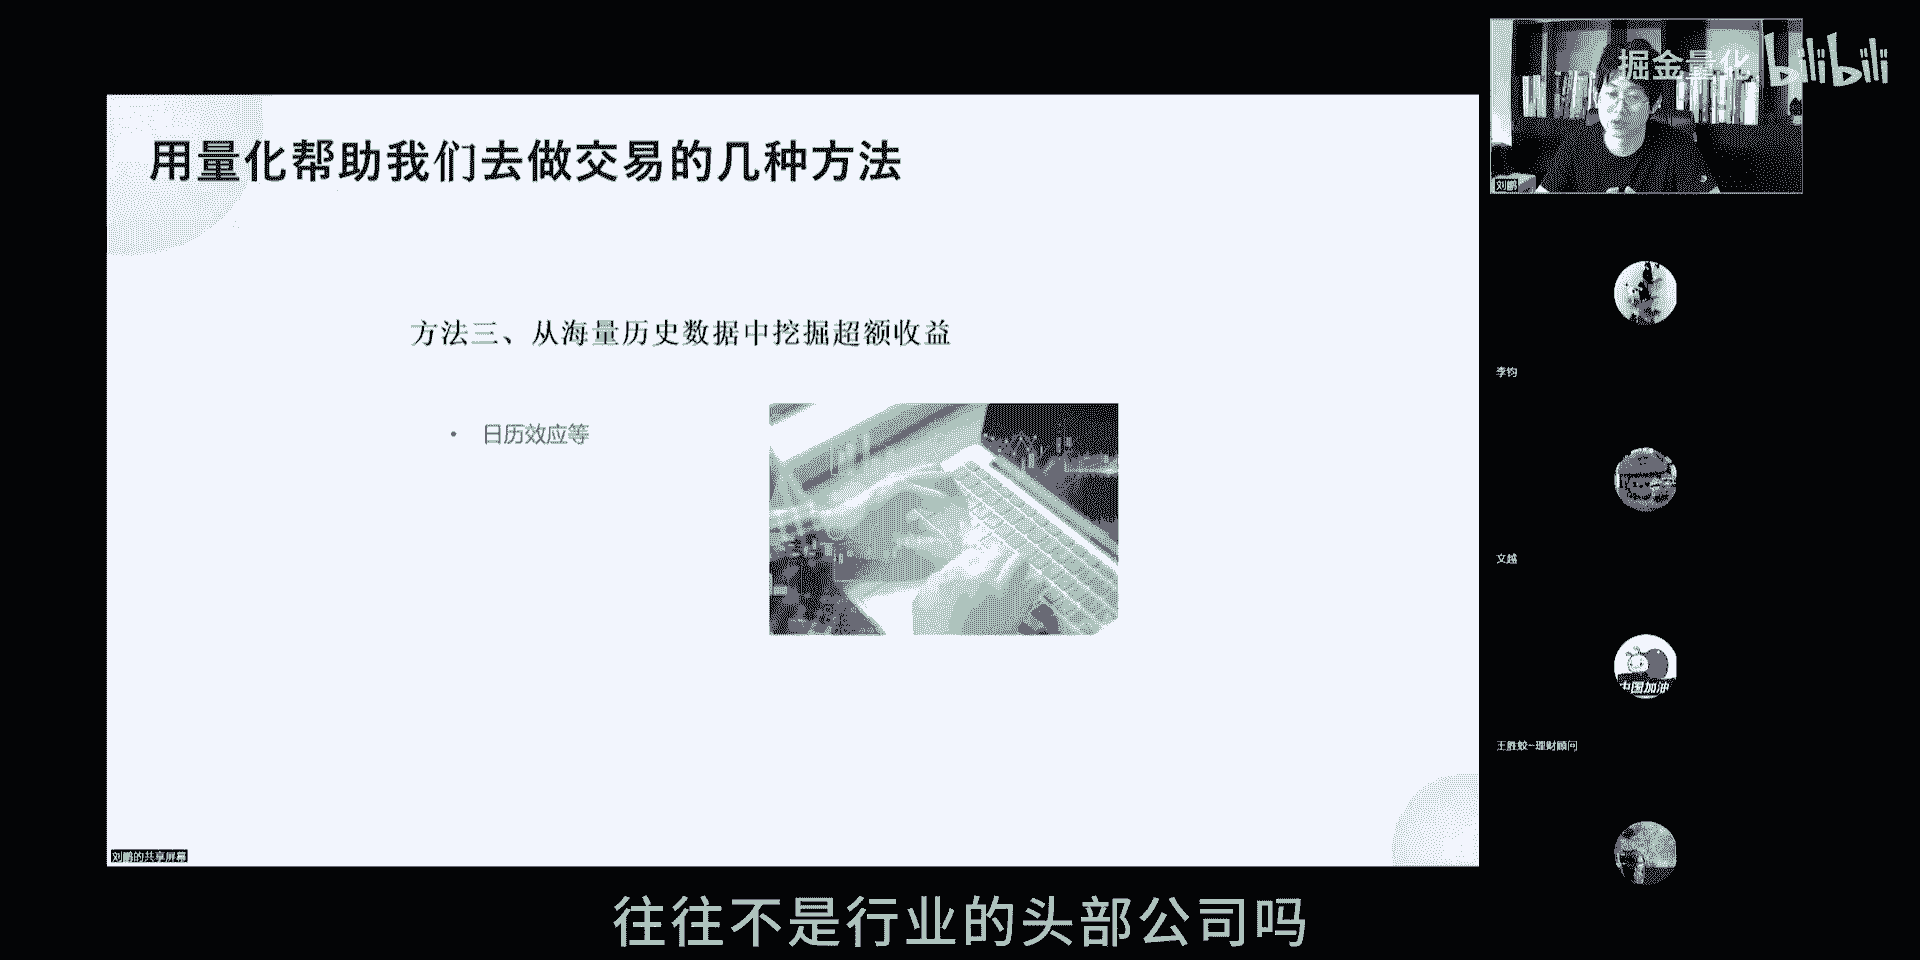 掘金量化 bilibili
用量化帮助我们去做交易的几种方法
刘鹏
方法三、从海量历史数据中挖掘超额收益
李钧
• 日历效应等
文越
中国加油
王胜蛟-理财顾问
刘鹏的共享屏幕
往往不是行业的头部公司吗